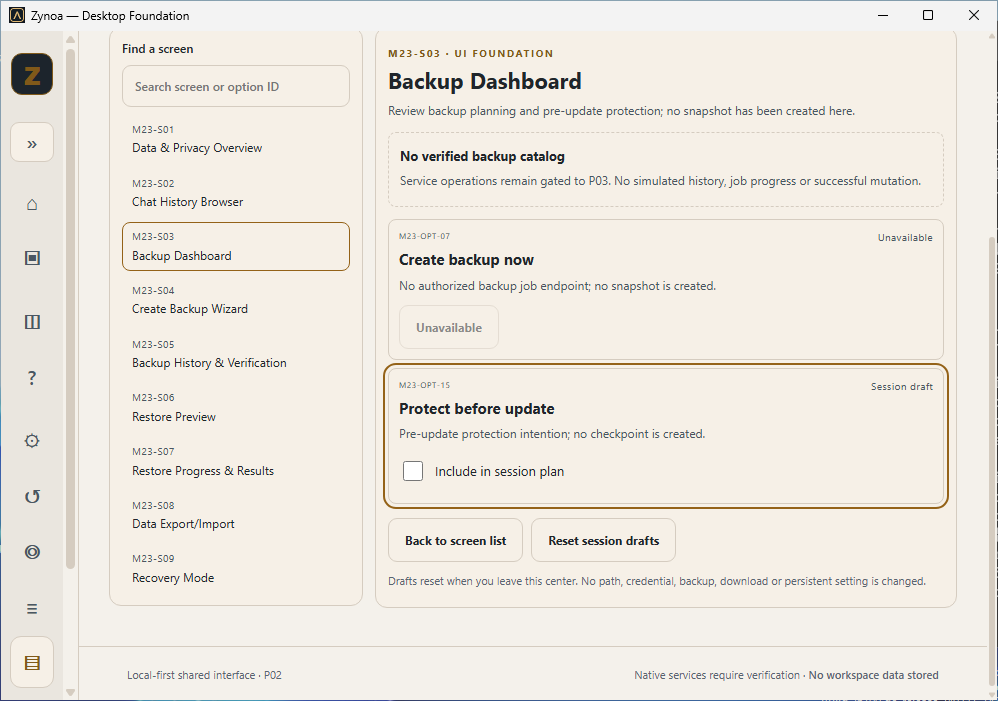 Zynoa — Desktop Foundation
Z
»
?
Find a screen
Search screen or option ID
M23-S01
Data & Privacy Overview
M23-S02
Chat History Browser
M23-S03
Backup Dashboard
M23-S04
Create Backup Wizard
M23-S05
Backup History & Verification
M23-S06
Restore Preview
M23-S07
Restore Progress & Results
M23-S08
Data Export/Import
M23-S09
Recovery Mode
M23-S03 · UI FOUNDATION
Backup Dashboard
Review backup planning and pre-update protection; no snapshot has been created here.
No verified backup catalog
Service operations remain gated to P03. No simulated history, job progress or successful mutation.
M23-OPT-07
Unavailable
Create backup now
No authorized backup job endpoint; no snapshot is created.
Unavailable
M23-OPT-15
Session draft
Protect before update
Pre-update protection intention; no checkpoint is created.
Include in session plan
Back to screen list
Reset session drafts
Drafts reset when you leave this center. No path, credential, backup, download or persistent setting is changed.
Local-first shared interface · P02
Native services require verification · No workspace data stored